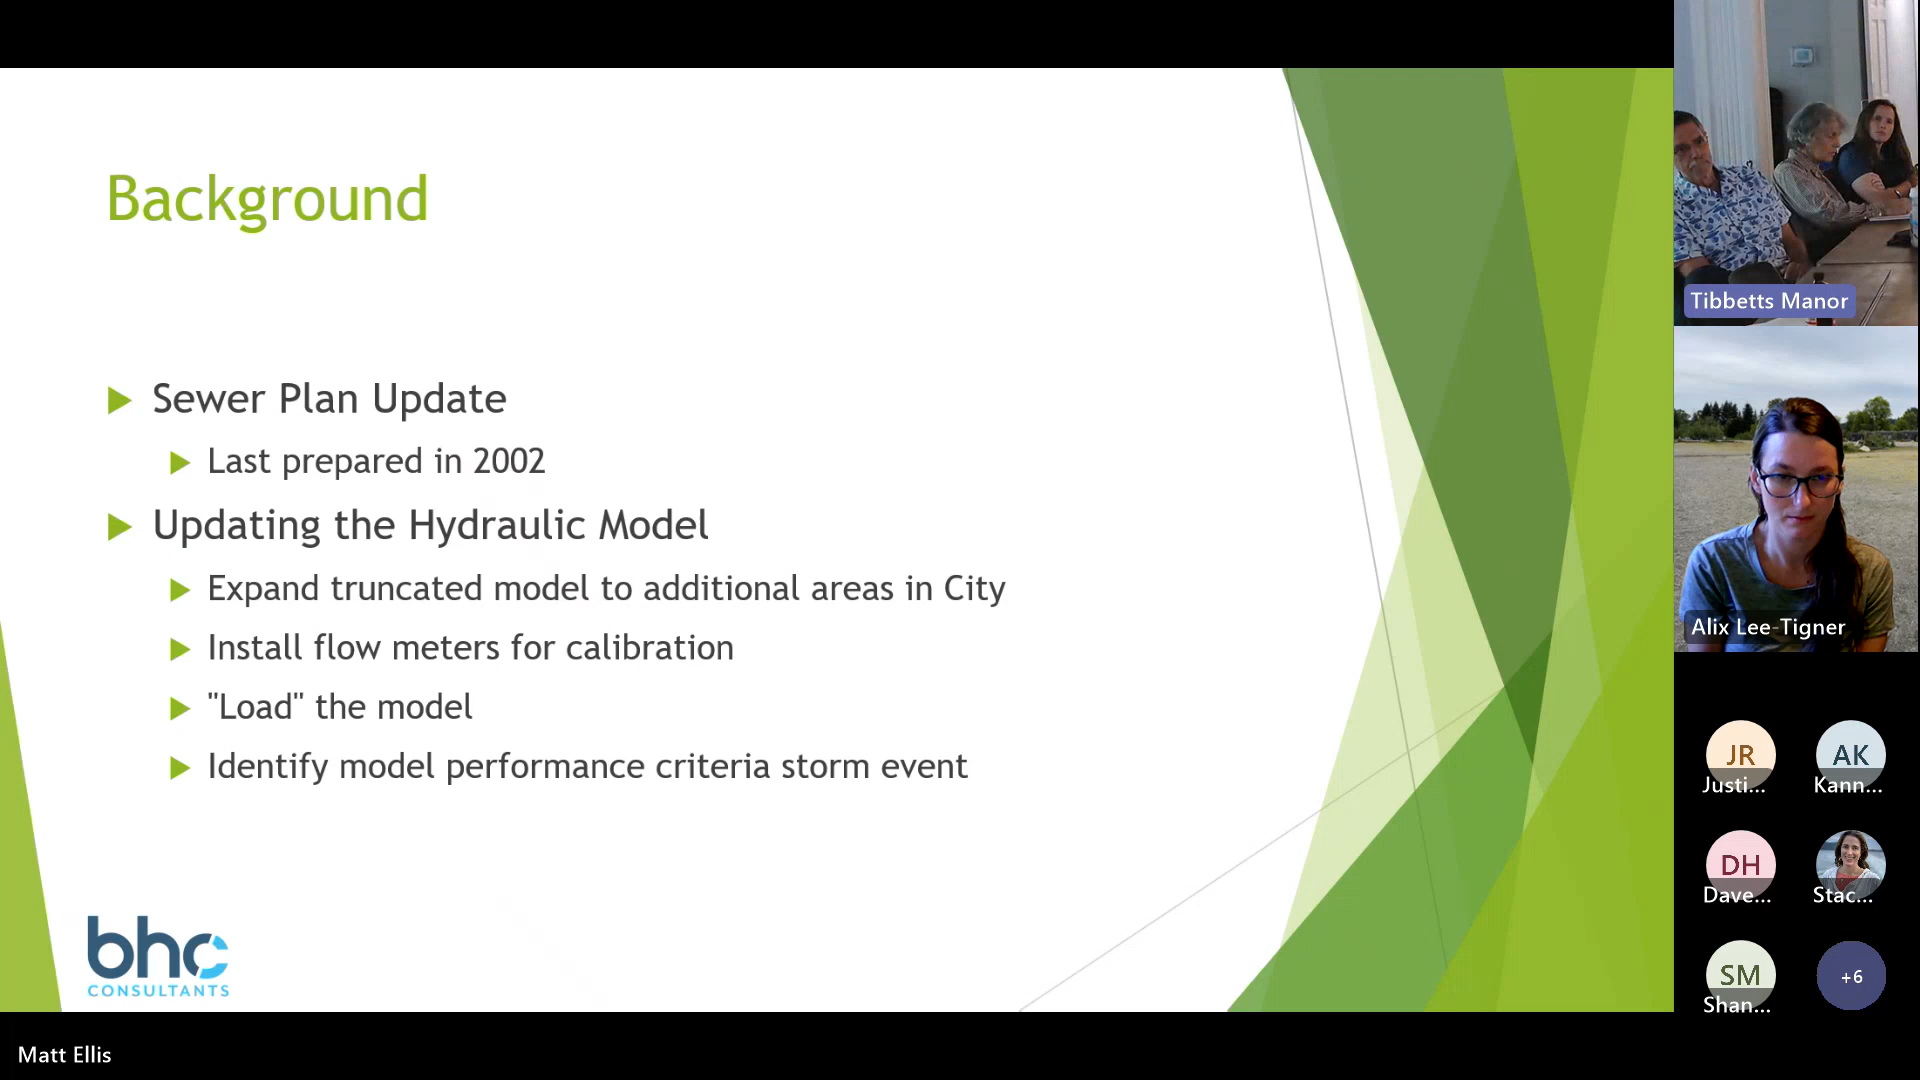 Background
Sewer Plan Update
Last prepared in 2002
Updating the Hydraulic Model
Expand truncated model to additional areas in City
Install flow meters for calibration
"Load" the model
Identify model performance criteria storm event
bhc
CONSULTANTS
Matt Ellis
Tibbetts Manor
Alix Lee-Tigner
JR
Justi...
AK
Kann...
DH
Dave...
Stac...
SM
Shan...
+6